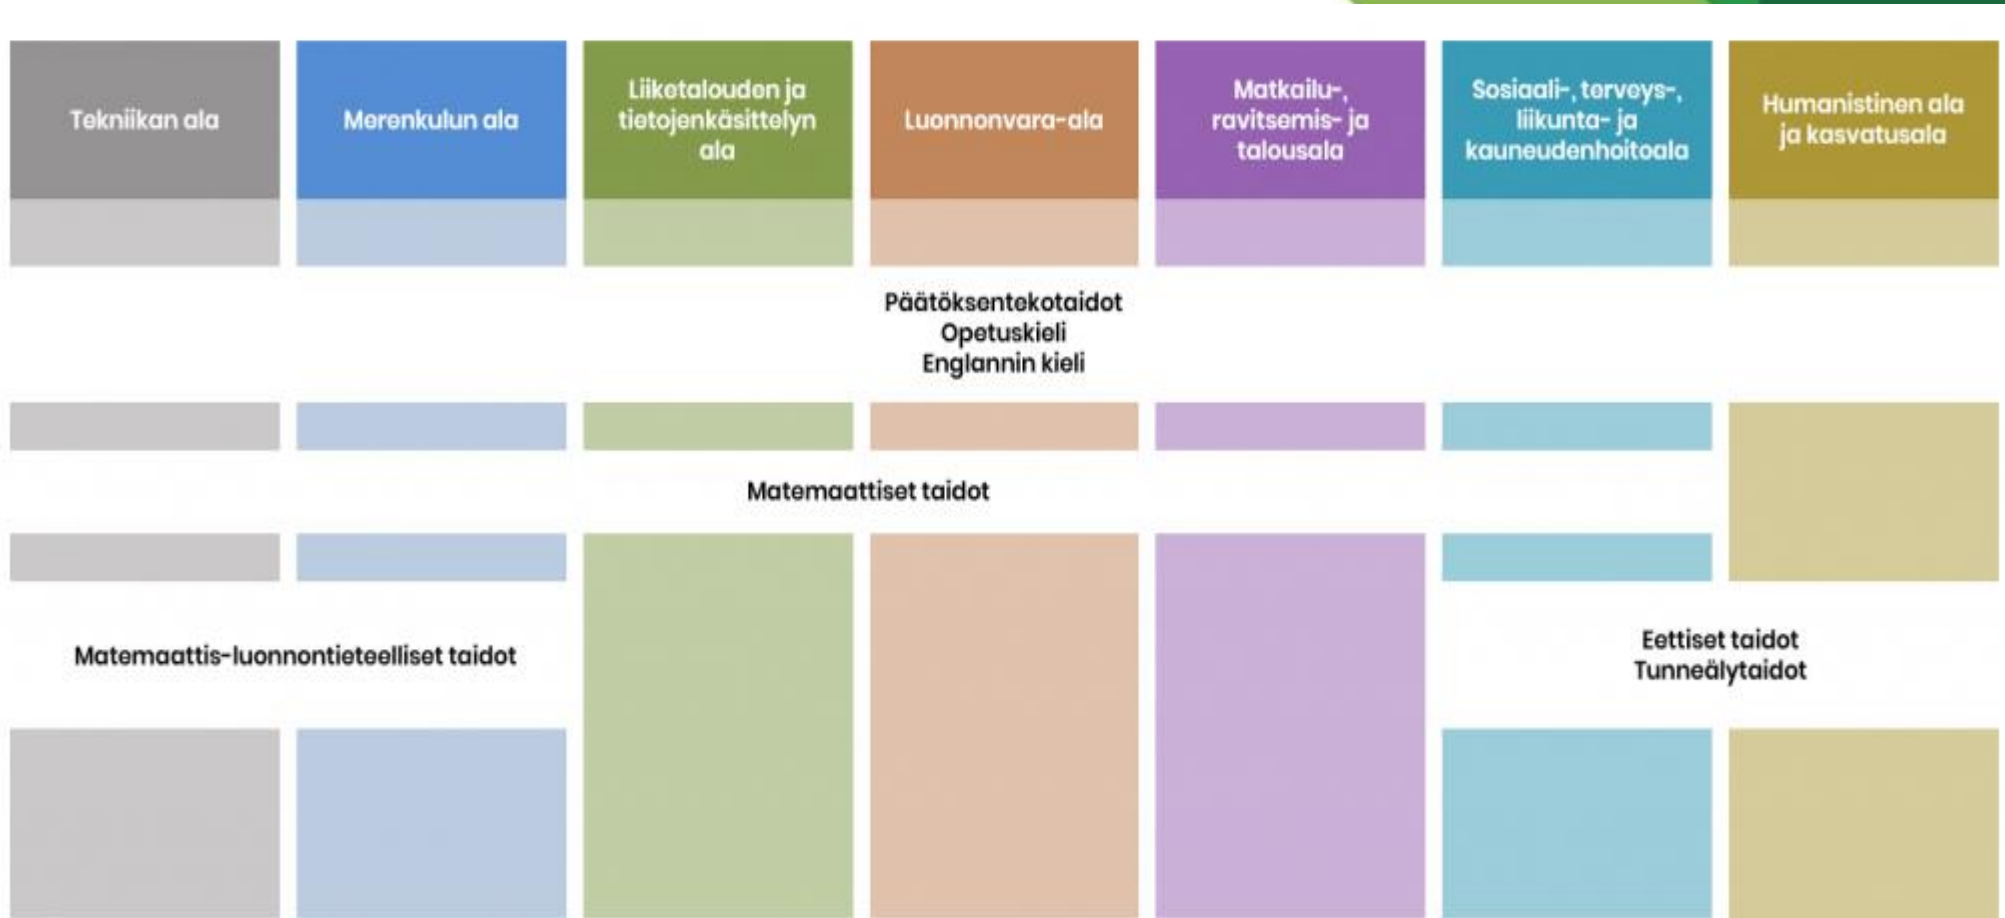 Tekniikan ala
Merenkulun ala
Liiketalouden ja
tietojenkäsittelyn
ala
Luonnonvara-ala
Matkailu-,
ravitsemis- ja
talousala
Sosiaali-, terveys-,
liikunta- ja
kauneudenhoitoala
Humanistinen ala
ja kasvatusala
Päätöksentekotaidot
Opetuskieli
Englannin kieli
Matemaattiset taidot
Matemaattis-luonnontieteelliset taidot
Eettiset taidot
Tunneälytaidot